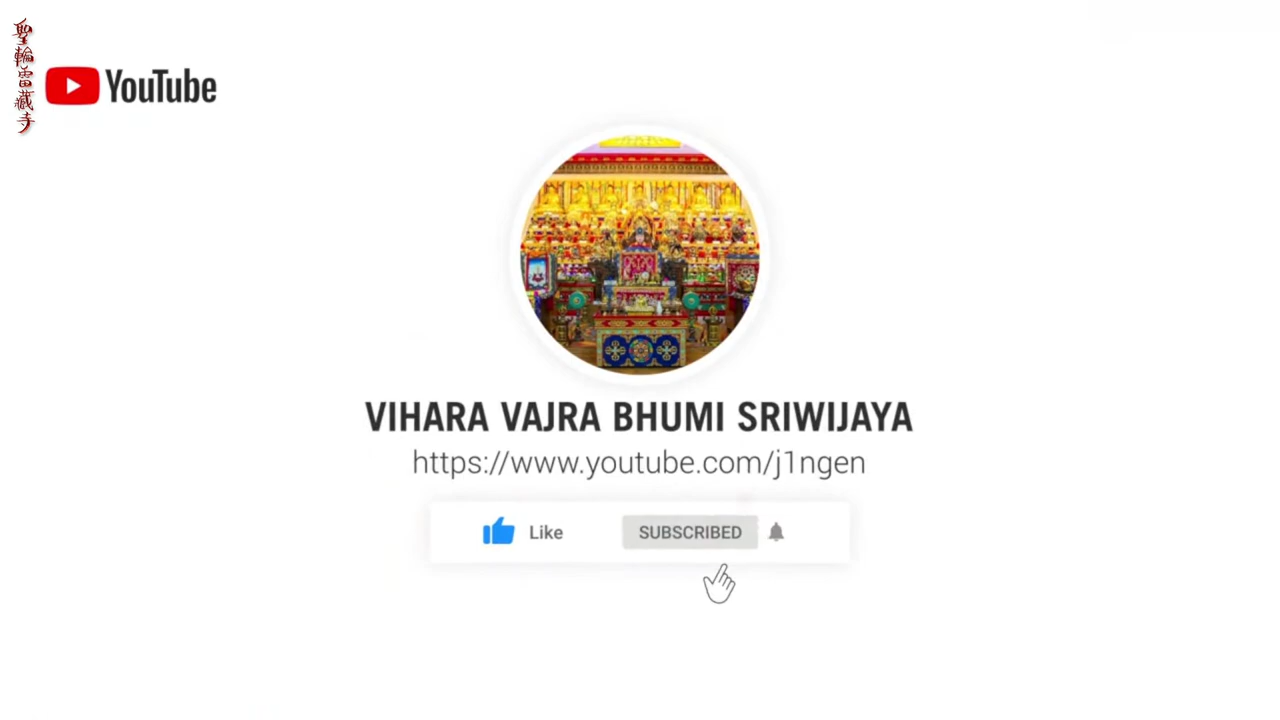 聖輪雷藏寺
YouTube
VIHARA VAJRA BHUMI SRIWIJAYA
https://www.youtube.com/j1ngen
Like
SUBSCRIBED